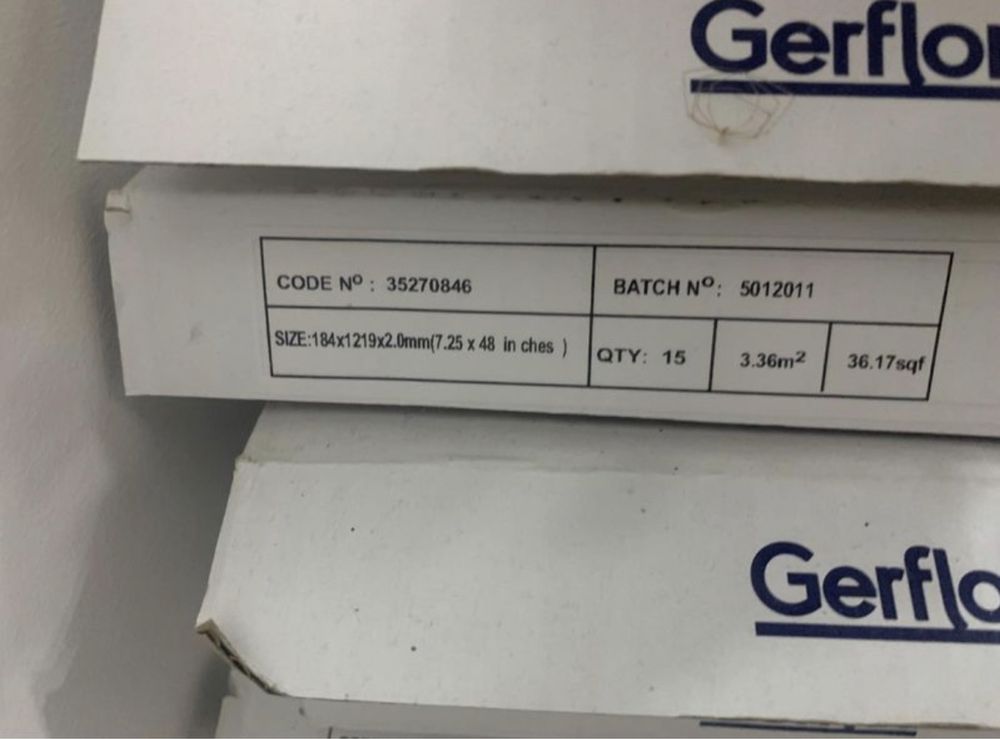 Gerflor
CODE Nº : 35270846
BATCH Nº: 5012011
SIZE:184x1219x2.0mm(7.25 x 48 in ches )
QTY: 15
3.36m²
36.17sqf
Gerflo